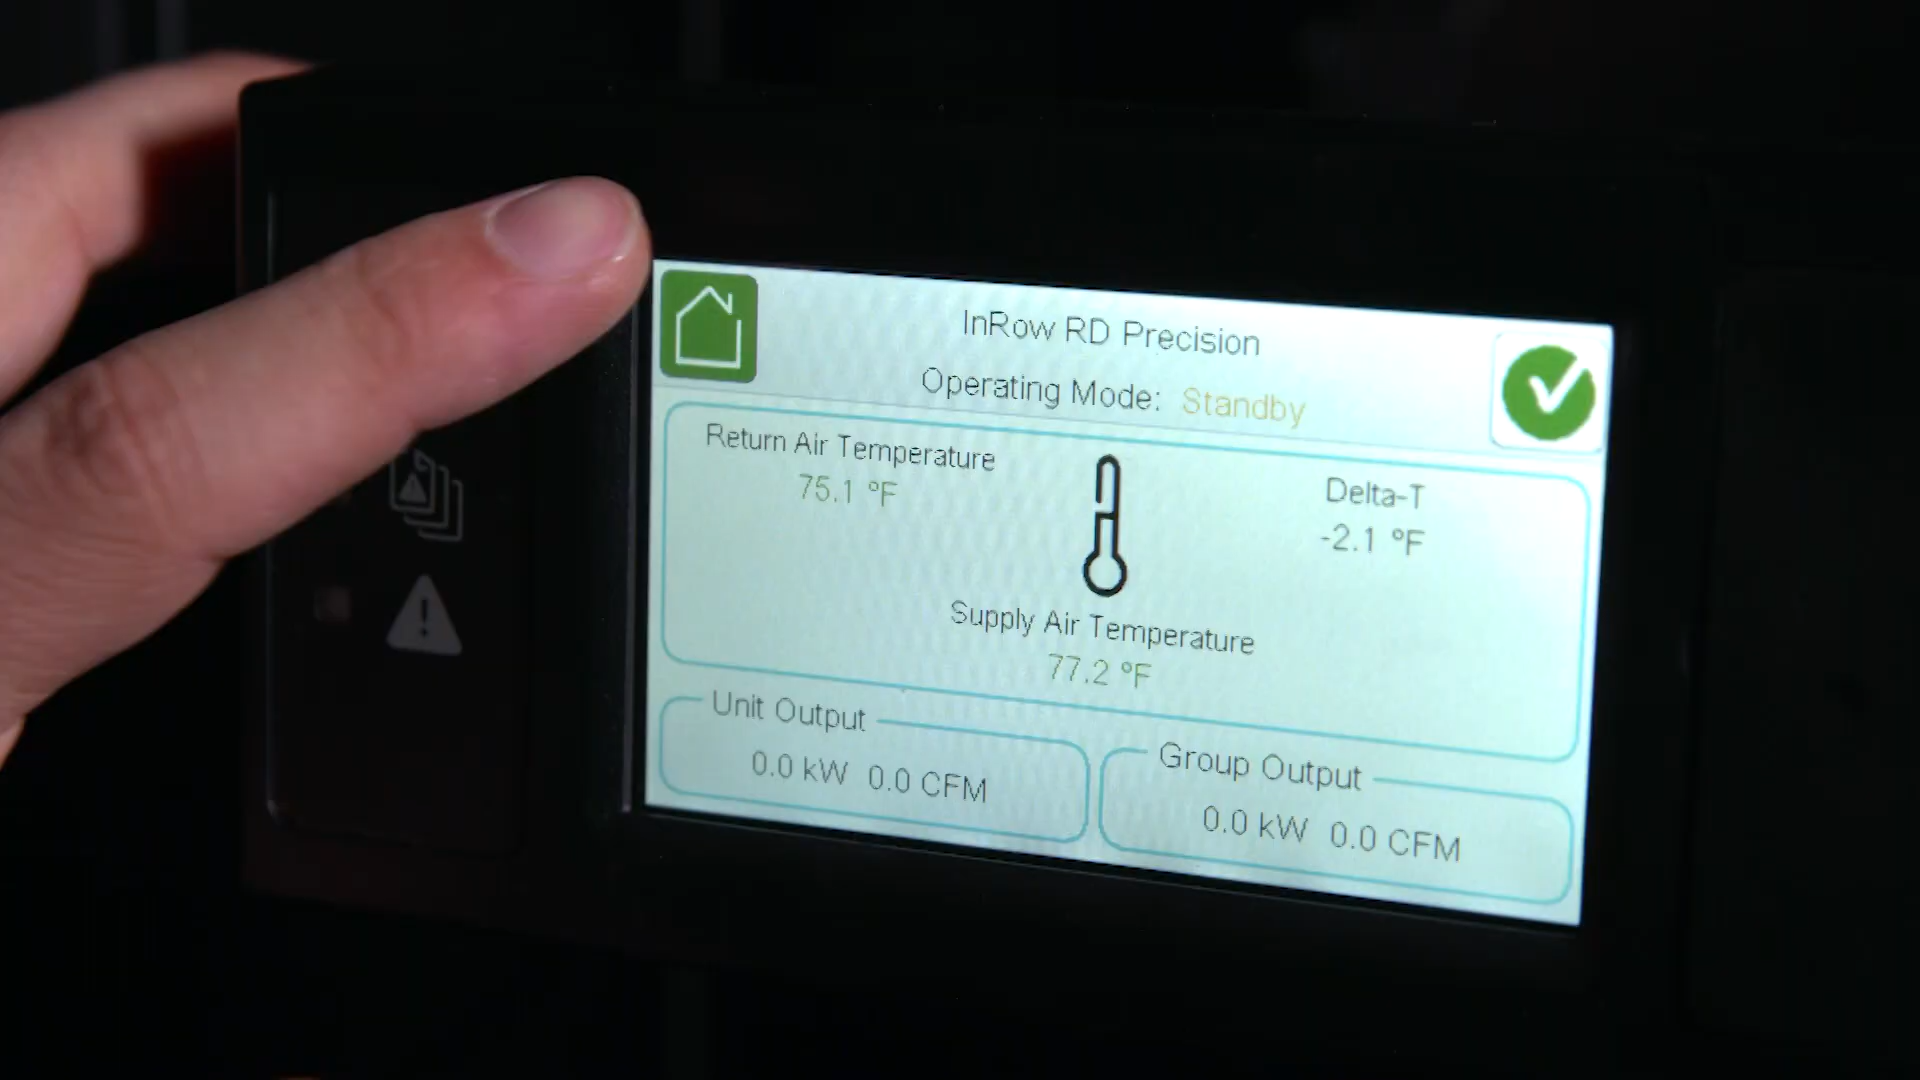 InRow RD Precision
Operating Mode: Standby
Return Air Temperature
75.1 °F
Delta-T
-2.1 °F
Supply Air Temperature
77.2 °F
Unit Output
0.0 kW 0.0 CFM
Group Output
0.0 kW 0.0 CFM